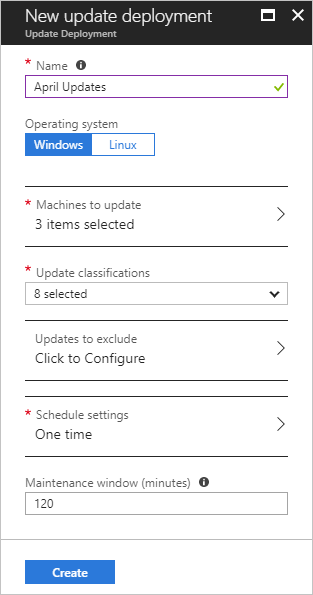 New update deployment
Update Deployment
* Name
April Updates
Operating system
Windows Linux
* Machines to update
3 items selected
* Update classifications
8 selected
Updates to exclude
Click to Configure
* Schedule settings
One time
Maintenance window (minutes)
120
Create